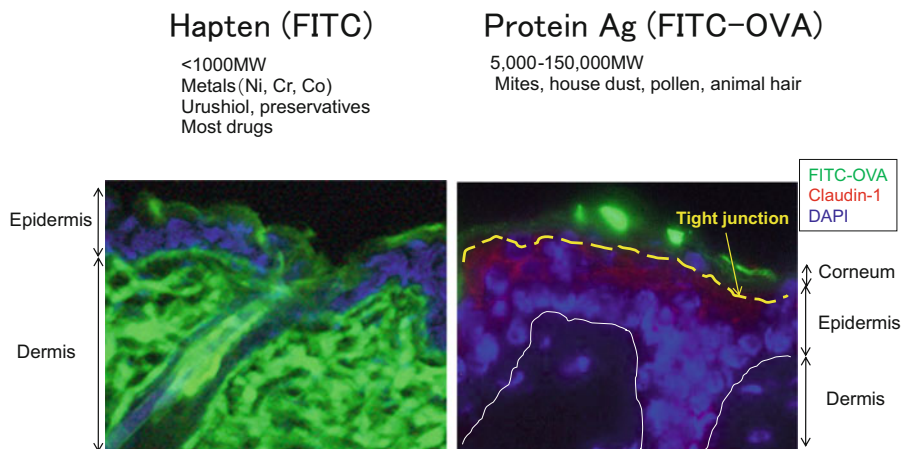 Hapten (FITC)
<1000MW
Metals(Ni, Cr, Co)
Urushiol, preservatives
Most drugs
Protein Ag (FITC-OVA)
5,000-150,000MW
Mites, house dust, pollen, animal hair
Epidermis
Dermis
Tight junction
FITC-OVA
Claudin-1
DAPI
Corneum
Epidermis
Dermis